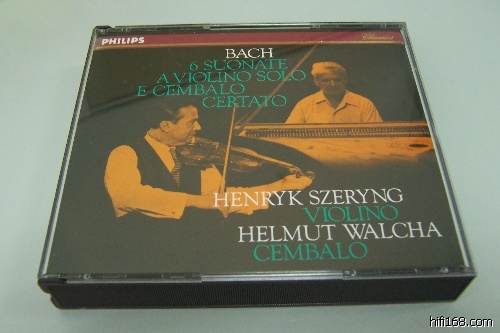 PHILIPS
Classics
BACH
6 SUONATE
A VIOLINO SOLO
E CEMBALO
CERTATO
HENRYK SZERYNG
VIOLINO
HELMUT WALCHA
CEMBALO
hifi168.com